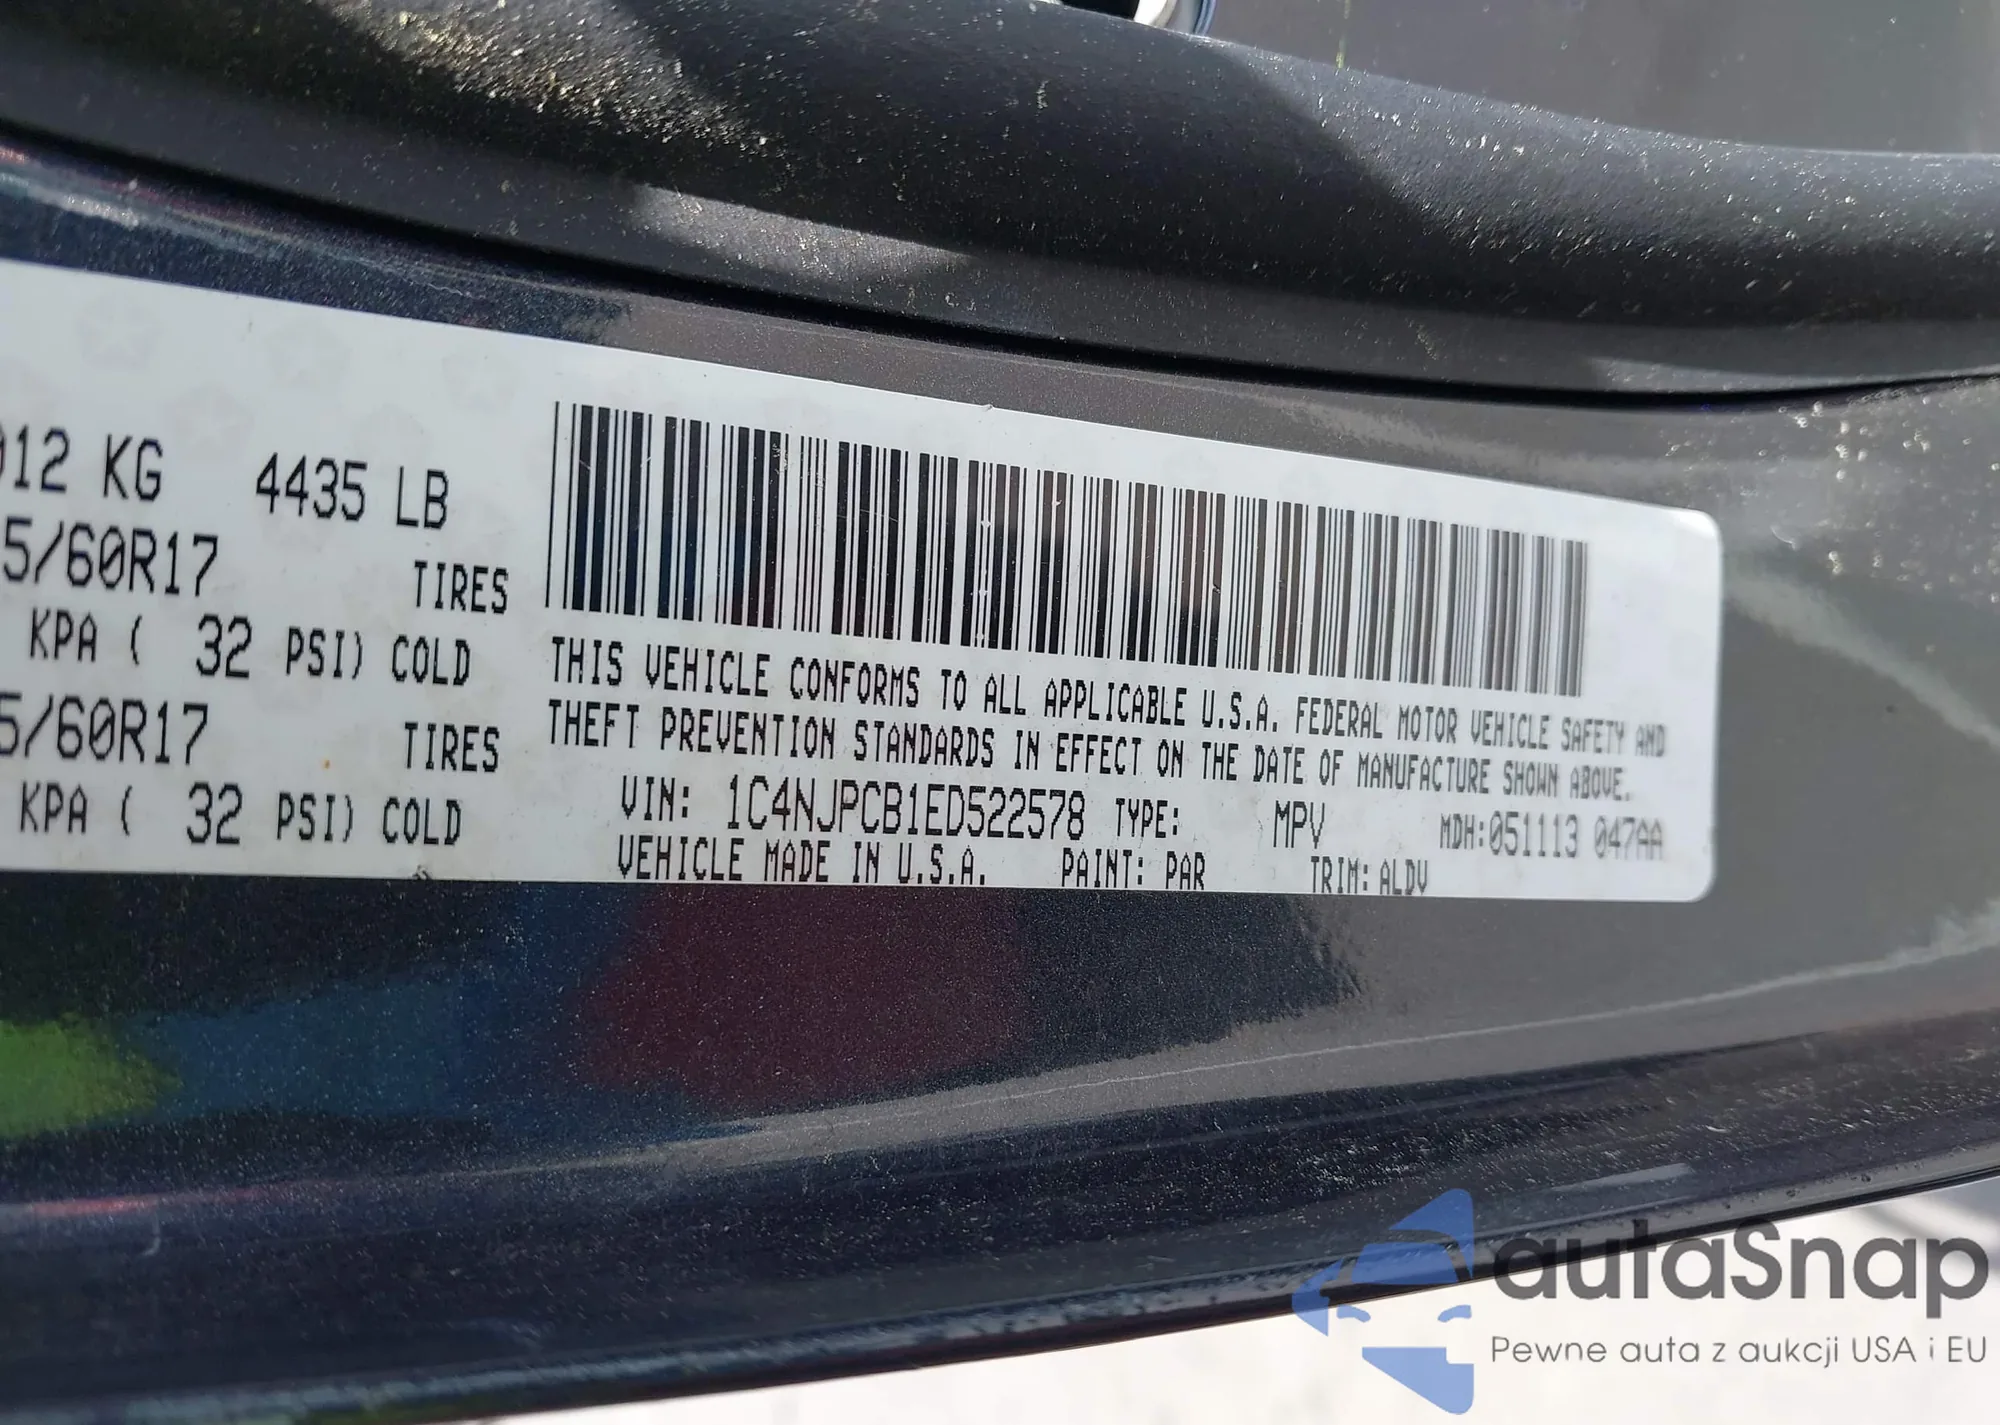 012 KG 4435 LB
5/60R17 TIRES
KPA ( 32 PSI) COLD
5/60R17 TIRES
KPA ( 32 PSI) COLD
THIS VEHICLE CONFORMS TO ALL APPLICABLE U.S.A. FEDERAL MOTOR VEHICLE SAFETY AND
THEFT PREVENTION STANDARDS IN EFFECT ON THE DATE OF MANUFACTURE SHOWN ABOVE.
VIN: 1C4NJPCB1ED522578 TYPE: MPV MDH:051113 047AA
VEHICLE MADE IN U.S.A. PAINT: PAR TRIM: ALDV
autaSnap
Pewne auta z aukcji USA i EU